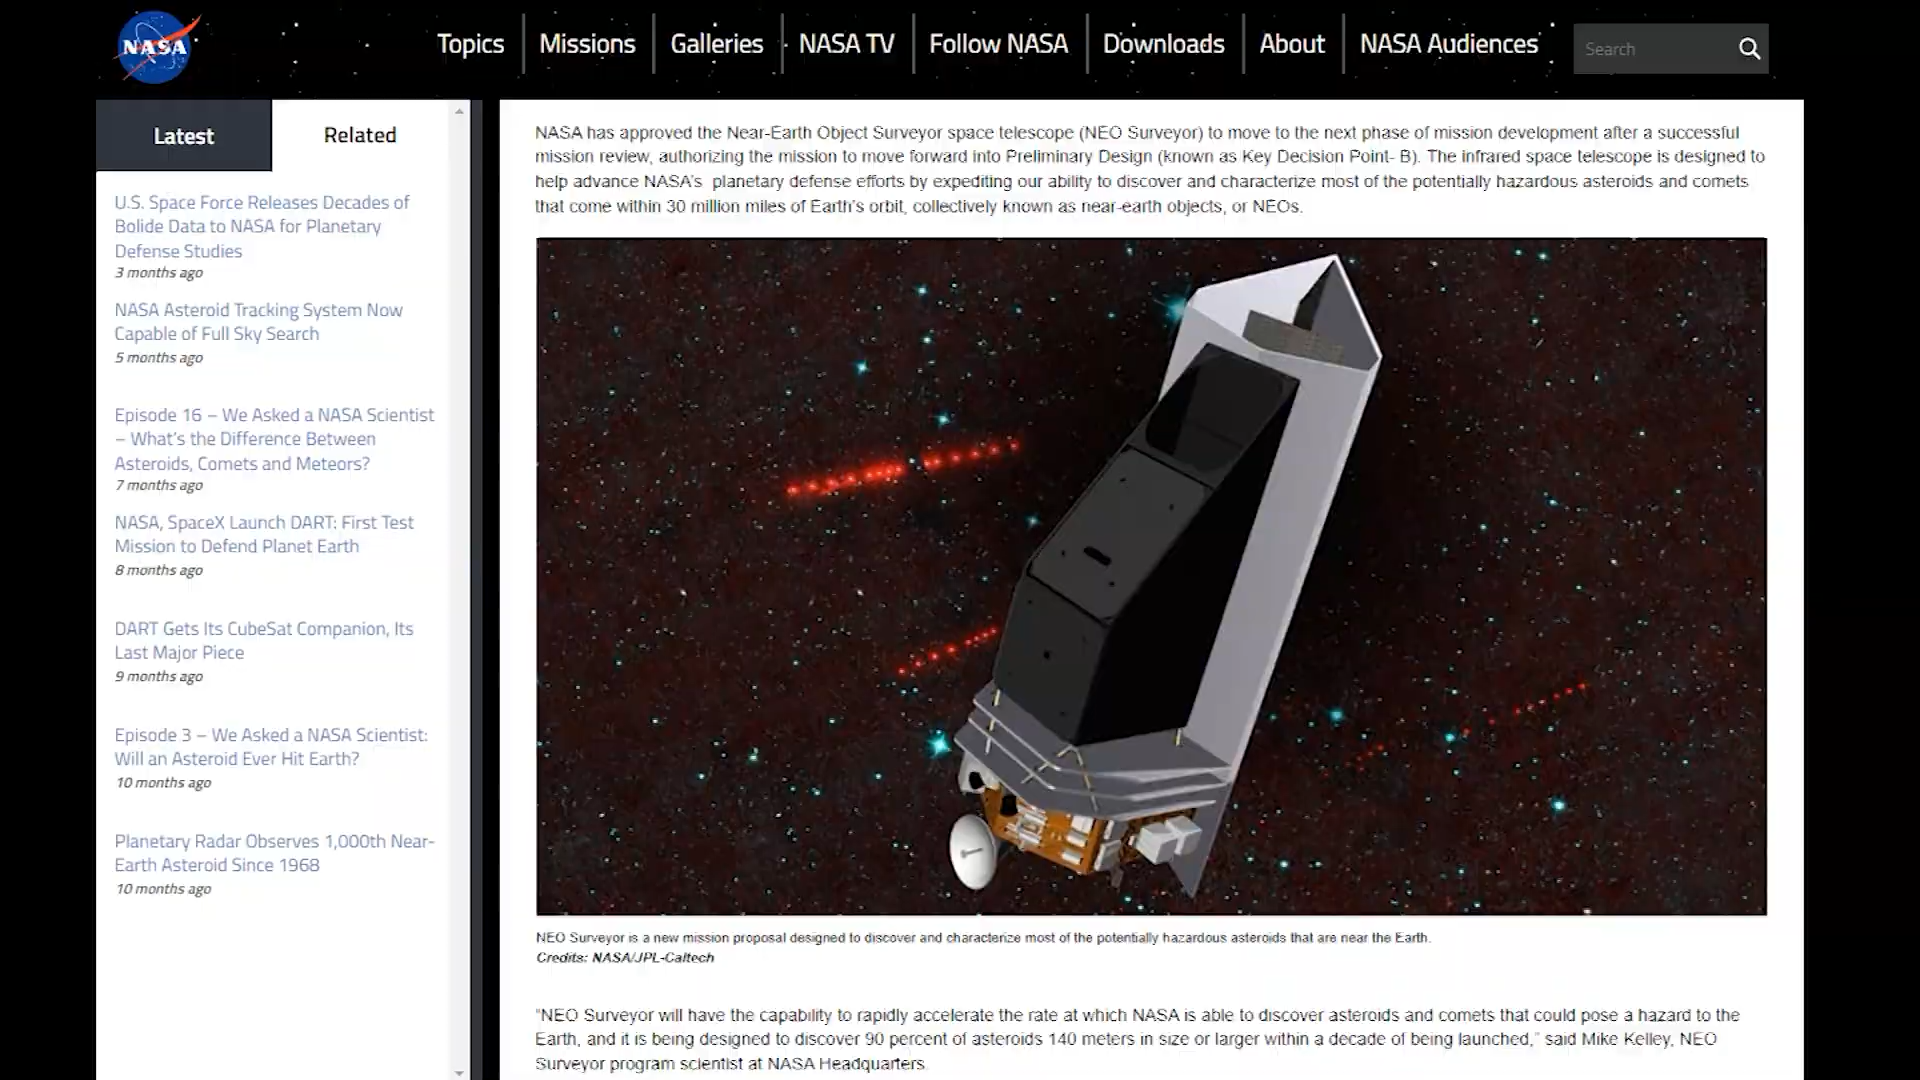 NASA
Topics
Missions
Galleries
NASA TV
Follow NASA
Downloads
About
NASA Audiences
Search
Latest
Related
U.S. Space Force Releases Decades of
Bolide Data to NASA for Planetary
Defense Studies
3 months ago
NASA Asteroid Tracking System Now
Capable of Full Sky Search
5 months ago
Episode 16 – We Asked a NASA Scientist
– What's the Difference Between
Asteroids, Comets and Meteors?
7 months ago
NASA, SpaceX Launch DART: First Test
Mission to Defend Planet Earth
8 months ago
DART Gets Its CubeSat Companion, Its
Last Major Piece
9 months ago
Episode 3 – We Asked a NASA Scientist:
Will an Asteroid Ever Hit Earth?
10 months ago
Planetary Radar Observes 1,000th Near-
Earth Asteroid Since 1968
10 months ago
NASA has approved the Near-Earth Object Surveyor space telescope (NEO Surveyor) to move to the next phase of mission development after a successful
mission review, authorizing the mission to move forward into Preliminary Design (known as Key Decision Point- B). The infrared space telescope is designed to
help advance NASA's planetary defense efforts by expediting our ability to discover and characterize most of the potentially hazardous asteroids and comets
that come within 30 million miles of Earth's orbit, collectively known as near-earth objects, or NEOs.
NEO Surveyor is a new mission proposal designed to discover and characterize most of the potentially hazardous asteroids that are near the Earth.
Credits: NASA/JPL-Caltech
"NEO Surveyor will have the capability to rapidly accelerate the rate at which NASA is able to discover asteroids and comets that could pose a hazard to the
Earth, and it is being designed to discover 90 percent of asteroids 140 meters in size or larger within a decade of being launched," said Mike Kelley, NEO
Surveyor program scientist at NASA Headquarters.